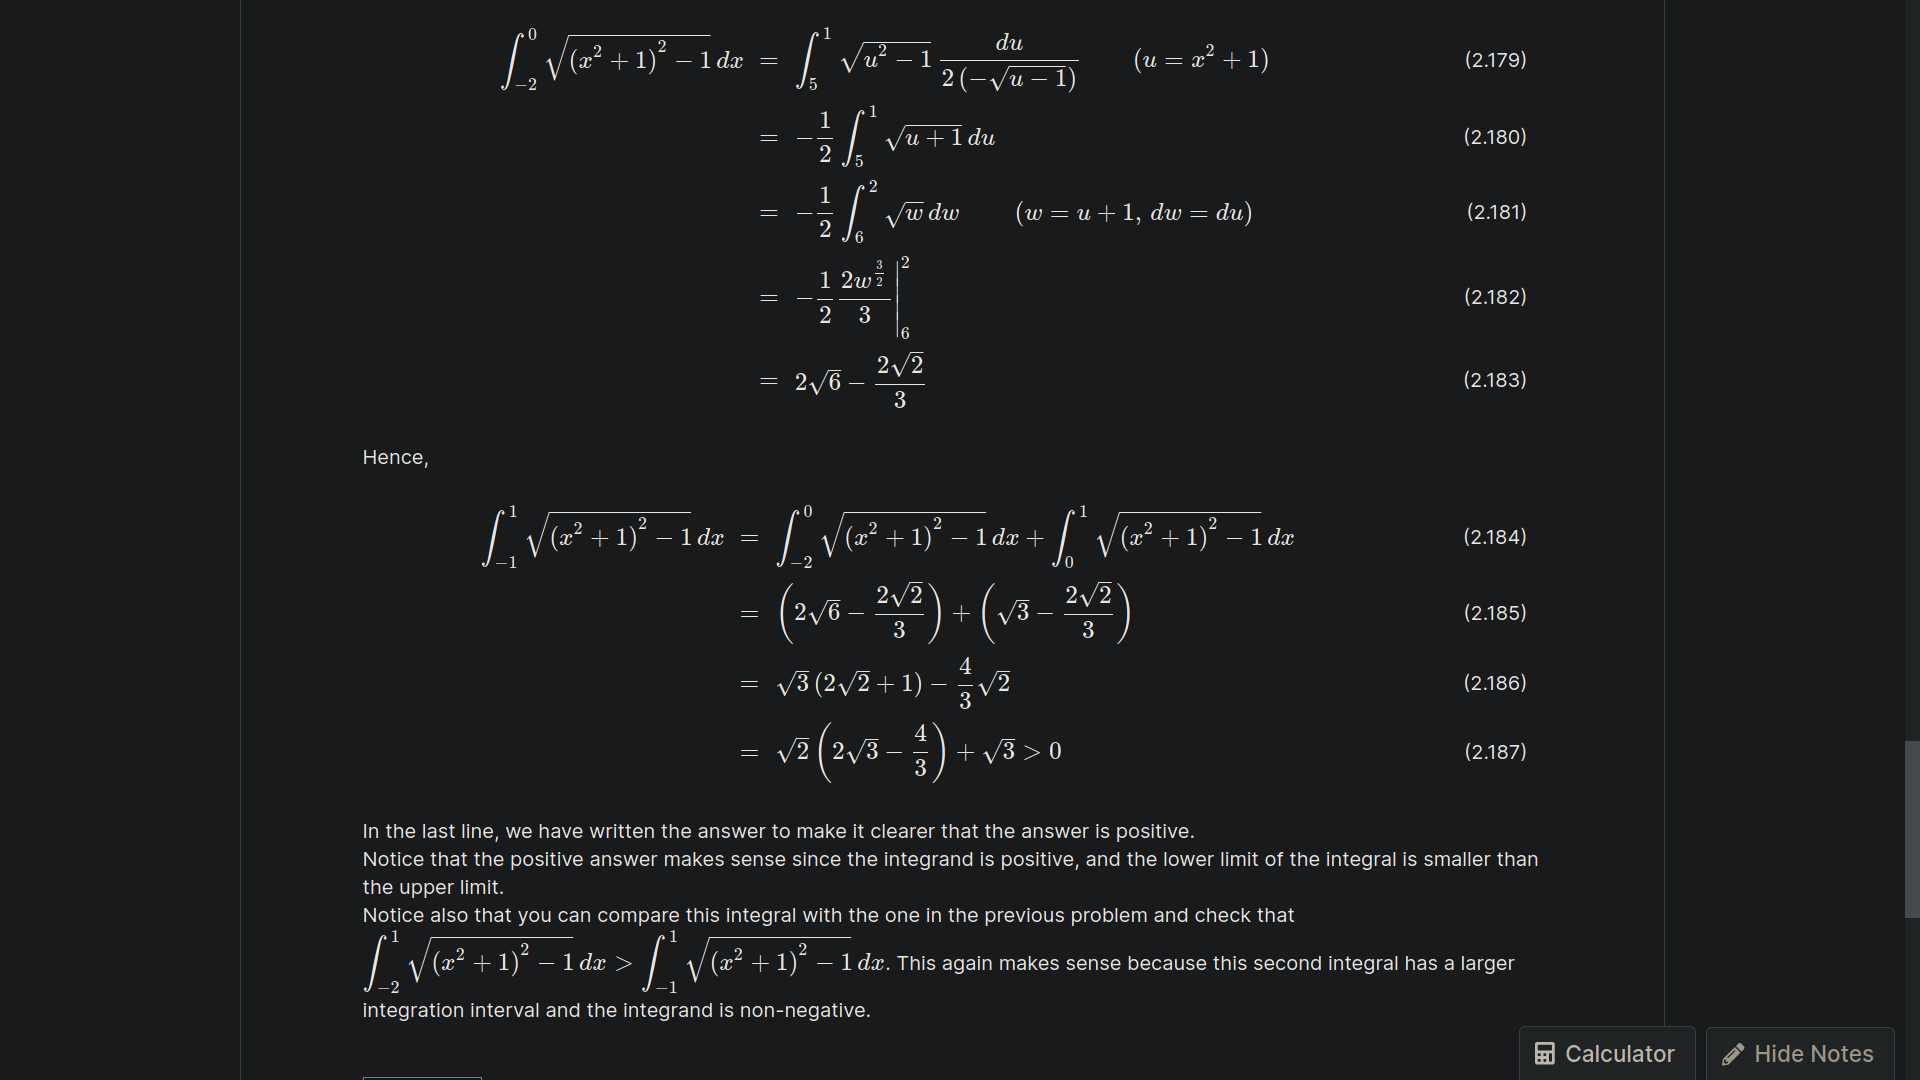 $\int_{-2}^{0} \sqrt{(x^2+1)^2-1}\, dx = \int_{5}^{1} \sqrt{u^2-1} \frac{du}{2(-\sqrt{u-1})} \qquad (u = x^2+1)$ (2.179)
$= -\frac{1}{2} \int_{5}^{1} \sqrt{u+1}\, du$ (2.180)
$= -\frac{1}{2} \int_{6}^{2} \sqrt{w}\, dw \qquad (w = u+1,\, dw = du)$ (2.181)
$= -\frac{1}{2} \frac{2w^{\frac{3}{2}}}{3} \Big|_{6}^{2}$ (2.182)
$= 2\sqrt{6} - \frac{2\sqrt{2}}{3}$ (2.183)
Hence,
$\int_{-1}^{1} \sqrt{(x^2+1)^2-1}\, dx = \int_{-2}^{0} \sqrt{(x^2+1)^2-1}\, dx + \int_{0}^{1} \sqrt{(x^2+1)^2-1}\, dx$ (2.184)
$= \left(2\sqrt{6} - \frac{2\sqrt{2}}{3}\right) + \left(\sqrt{3} - \frac{2\sqrt{2}}{3}\right)$ (2.185)
$= \sqrt{3}(2\sqrt{2}+1) - \frac{4}{3}\sqrt{2}$ (2.186)
$= \sqrt{2}\left(2\sqrt{3} - \frac{4}{3}\right) + \sqrt{3} > 0$ (2.187)
In the last line, we have written the answer to make it clearer that the answer is positive.
Notice that the positive answer makes sense since the integrand is positive, and the lower limit of the integral is smaller than
the upper limit.
Notice also that you can compare this integral with the one in the previous problem and check that
$\int_{-2}^{1} \sqrt{(x^2+1)^2-1}\, dx > \int_{-1}^{1} \sqrt{(x^2+1)^2-1}\, dx$. This again makes sense because this second integral has a larger
integration interval and the integrand is non-negative.
Calculator
Hide Notes